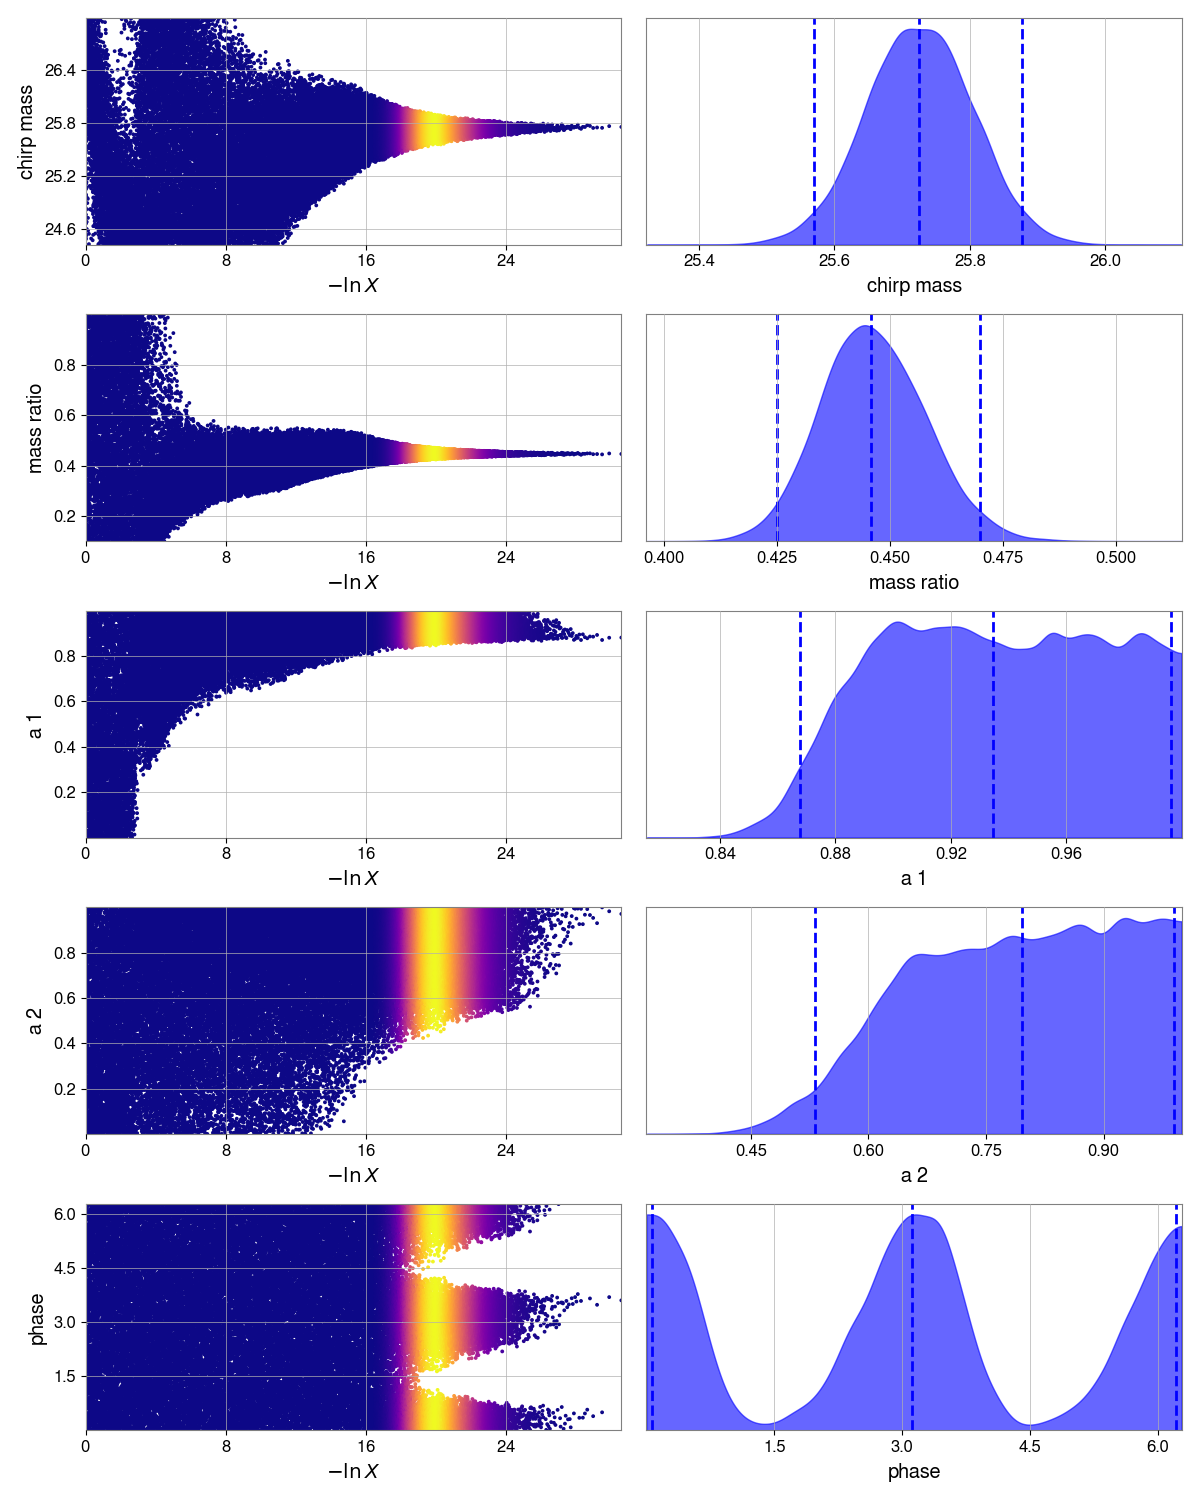 26.4
25.8
25.2
24.6
chirp mass
0 8 16 24
−ln X
25.4 25.6 25.8 26.0
chirp mass
0.8
0.6
0.4
0.2
mass ratio
0 8 16 24
−ln X
0.400 0.425 0.450 0.475 0.500
mass ratio
0.8
0.6
0.4
0.2
a 1
0 8 16 24
−ln X
0.84 0.88 0.92 0.96
a 1
0.8
0.6
0.4
0.2
a 2
0 8 16 24
−ln X
0.45 0.60 0.75 0.90
a 2
6.0
4.5
3.0
1.5
phase
0 8 16 24
−ln X
1.5 3.0 4.5 6.0
phase